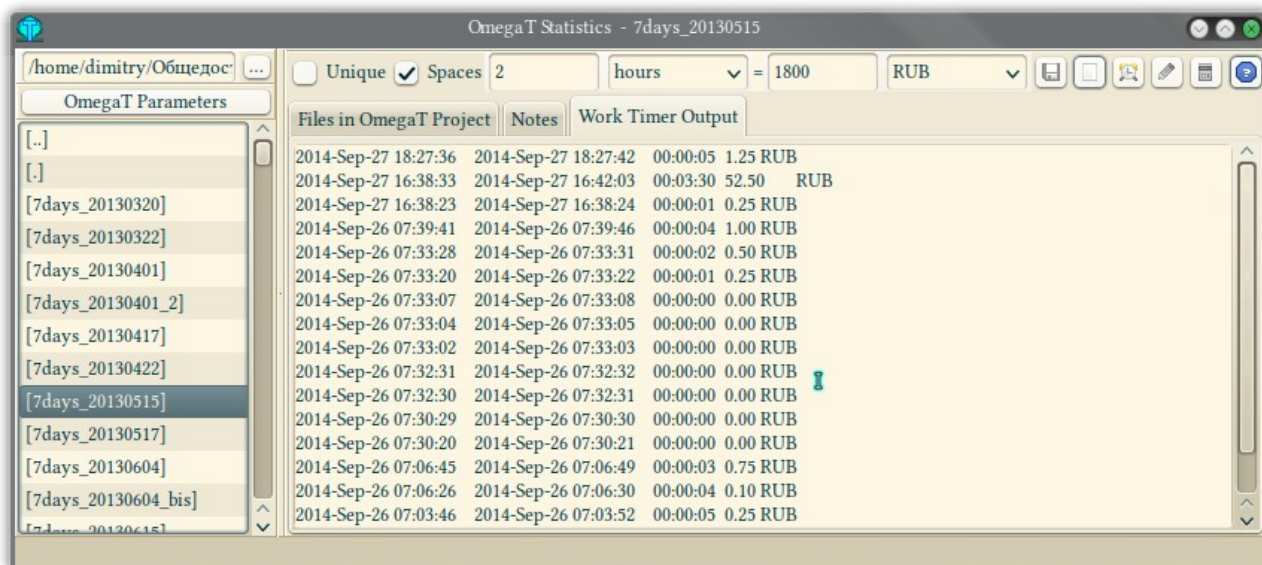 OmegaT Statistics - 7days_20130515
/home/dimitry/Общедос
...
Unique
Spaces
2
hours
=
1800
RUB
OmegaT Parameters
Files in OmegaT Project
Notes
Work Timer Output
[..]
[.]
[7days_20130320]
[7days_20130322]
[7days_20130401]
[7days_20130401_2]
[7days_20130417]
[7days_20130422]
[7days_20130515]
[7days_20130517]
[7days_20130604]
[7days_20130604_bis]
[7days_20130615]
2014-Sep-27 18:27:36 2014-Sep-27 18:27:42 00:00:05 1.25 RUB
2014-Sep-27 16:38:33 2014-Sep-27 16:42:03 00:03:30 52.50 RUB
2014-Sep-27 16:38:23 2014-Sep-27 16:38:24 00:00:01 0.25 RUB
2014-Sep-26 07:39:41 2014-Sep-26 07:39:46 00:00:04 1.00 RUB
2014-Sep-26 07:33:28 2014-Sep-26 07:33:31 00:00:02 0.50 RUB
2014-Sep-26 07:33:20 2014-Sep-26 07:33:22 00:00:01 0.25 RUB
2014-Sep-26 07:33:07 2014-Sep-26 07:33:08 00:00:00 0.00 RUB
2014-Sep-26 07:33:04 2014-Sep-26 07:33:05 00:00:00 0.00 RUB
2014-Sep-26 07:33:02 2014-Sep-26 07:33:03 00:00:00 0.00 RUB
2014-Sep-26 07:32:31 2014-Sep-26 07:32:32 00:00:00 0.00 RUB
2014-Sep-26 07:32:30 2014-Sep-26 07:32:31 00:00:00 0.00 RUB
2014-Sep-26 07:30:29 2014-Sep-26 07:30:30 00:00:00 0.00 RUB
2014-Sep-26 07:30:20 2014-Sep-26 07:30:21 00:00:00 0.00 RUB
2014-Sep-26 07:06:45 2014-Sep-26 07:06:49 00:00:03 0.75 RUB
2014-Sep-26 07:06:26 2014-Sep-26 07:06:30 00:00:04 0.10 RUB
2014-Sep-26 07:03:46 2014-Sep-26 07:03:52 00:00:05 0.25 RUB